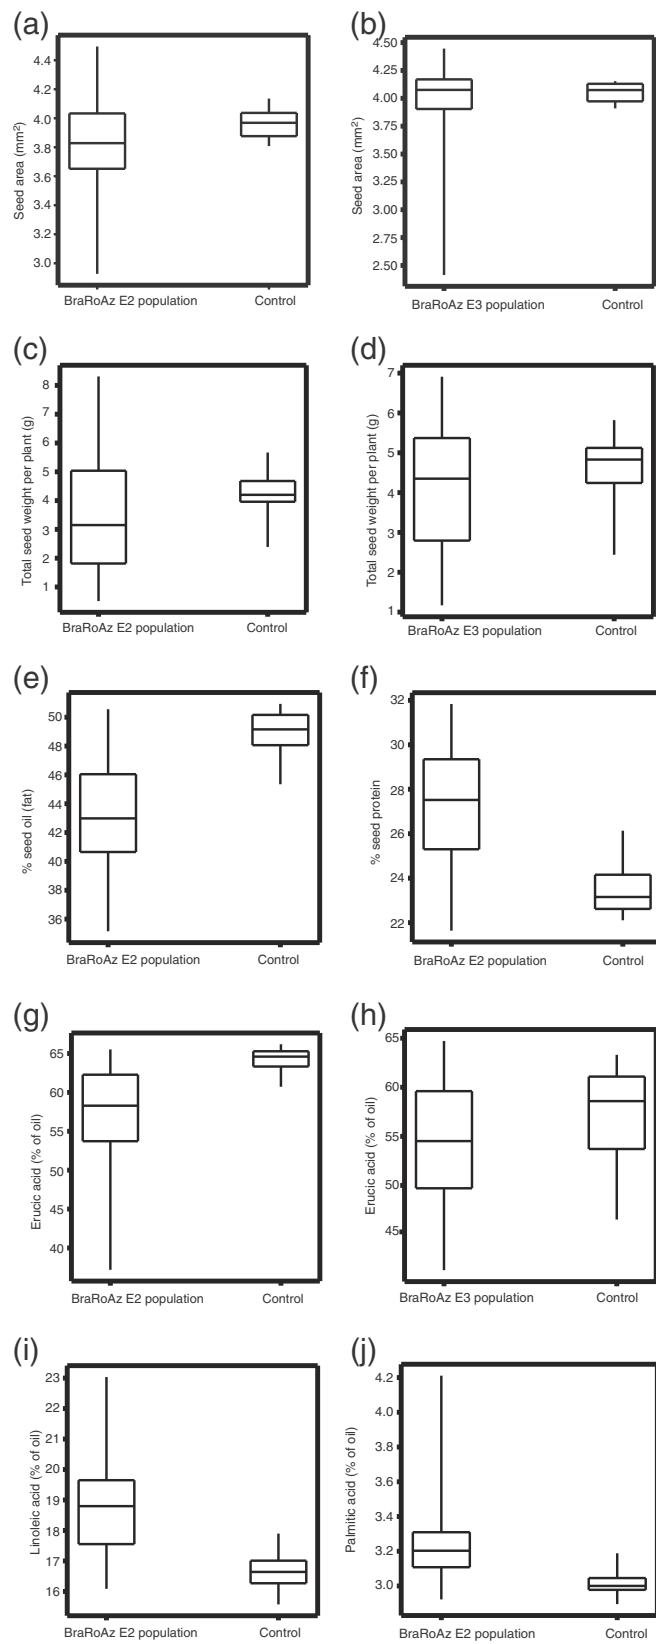 (a)
Seed area (mm²)
4.4
4.2
4.0
3.8
3.6
3.4
3.2
3.0
BraRoAz E2 population
Control
(b)
Seed area (mm²)
4.50
4.25
4.00
3.75
3.50
3.25
3.00
2.75
2.50
BraRoAz E3 population
Control
(c)
Total seed weight per plant (g)
8
7
6
5
4
3
2
1
BraRoAz E2 population
Control
(d)
Total seed weight per plant (g)
7
6
5
4
3
2
1
BraRoAz E3 population
Control
(e)
% seed oil (fat)
50
48
46
44
42
40
38
36
BraRoAz E2 population
Control
(f)
% seed protein
32
30
28
26
24
22
BraRoAz E2 population
Control
(g)
Erucic acid (% of oil)
65
60
55
50
45
40
BraRoAz E2 population
Control
(h)
Erucic acid (% of oil)
65
60
55
50
45
BraRoAz E3 population
Control
(i)
Linoleic acid (% of oil)
23
22
21
20
19
18
17
16
BraRoAz E2 population
Control
(j)
Palmitic acid (% of oil)
4.2
4.0
3.8
3.6
3.4
3.2
3.0
BraRoAz E2 population
Control